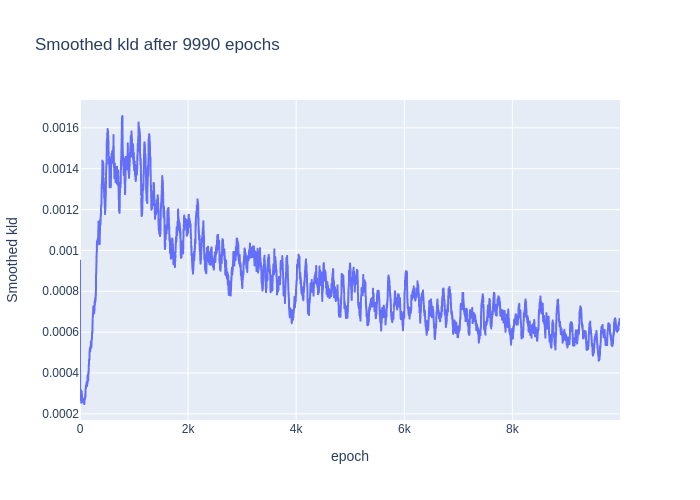 Smoothed kld after 9990 epochs
0.0016
0.0014
0.0012
0.001
0.0008
0.0006
0.0004
0.0002
Smoothed kld
0 2k 4k 6k 8k
epoch